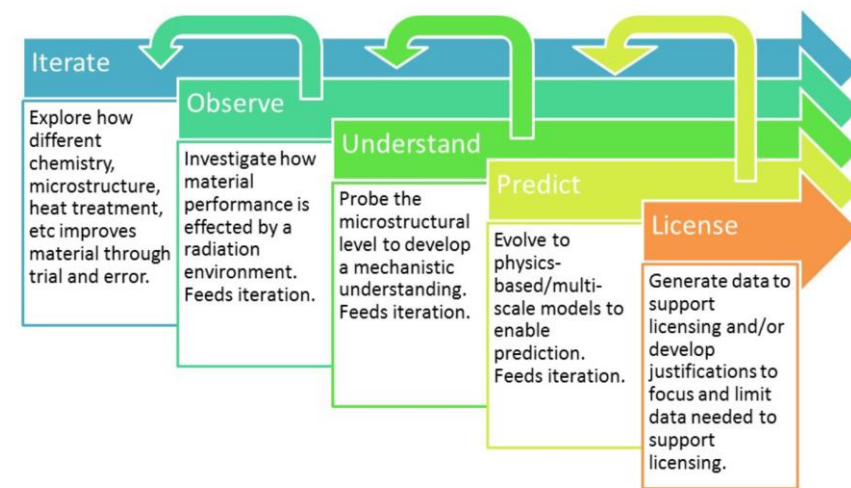 Iterate
Explore how
different
chemistry,
microstructure,
heat treatment,
etc improves
material through
trial and error.
Observe
Investigate how
material
performance is
effected by a
radiation
environment.
Feeds iteration.
Understand
Probe the
microstructural
level to develop
a mechanistic
understanding.
Feeds iteration.
Predict
Evolve to
physics-
based/multi-
scale models to
enable
prediction.
Feeds iteration.
License
Generate data to
support
licensing and/or
develop
justifications to
focus and limit
data needed to
support
licensing.